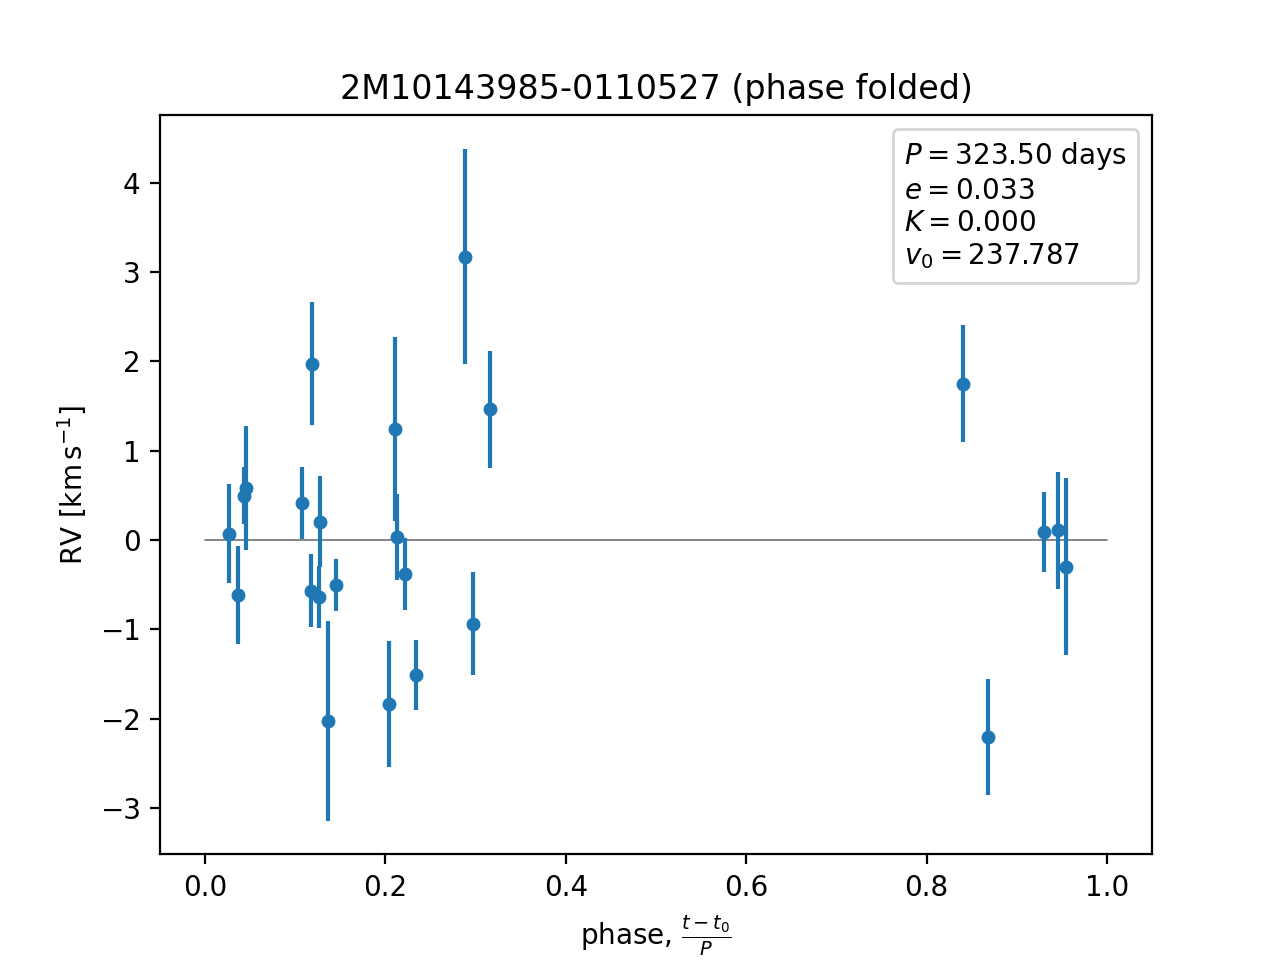 2M10143985-0110527 (phase folded)
P = 323.50 days
e = 0.033
K = 0.000
v₀ = 237.787
4
3
2
1
0
−1
−2
−3
RV [km s⁻¹]
0.0 0.2 0.4 0.6 0.8 1.0
phase, (t − t₀)/P